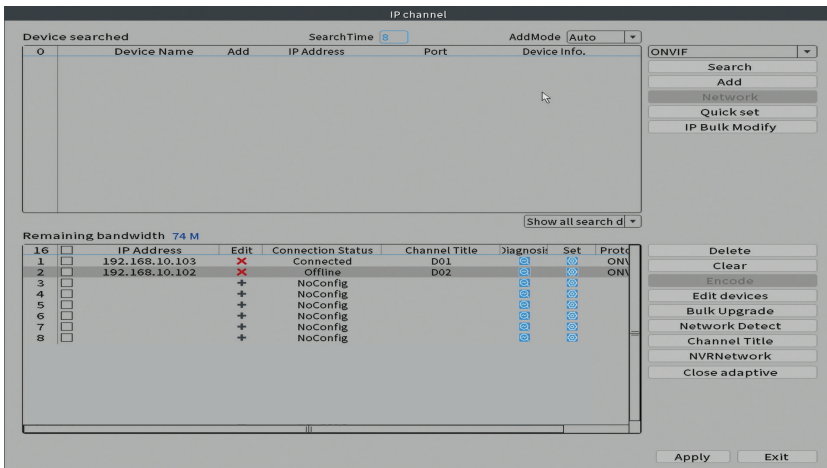 IP channel
Device searched SearchTime 8 AddMode Auto
0 Device Name Add IP Address Port Device Info. ONVIF
Search
Add
Network
Quick set
IP Bulk Modify
Show all search d
Remaining bandwidth 74 M
16 IP Address Edit Connection Status Channel Title Diagnosis Set Proto
1 192.168.10.103 Connected D01 ONV
2 192.168.10.102 Offline D02 ONV
3 NoConfig
4 NoConfig
5 NoConfig
6 NoConfig
7 NoConfig
8 NoConfig
Delete
Clear
Encode
Edit devices
Bulk Upgrade
Network Detect
Channel Title
NVRNetwork
Close adaptive
Apply Exit